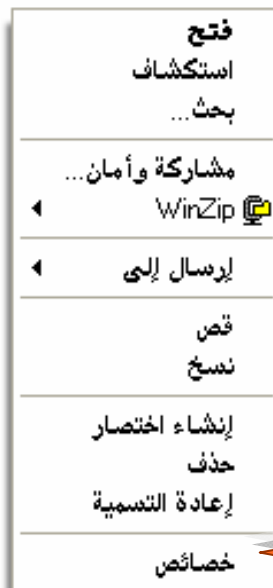 فتح
استكشاف
بحث...
مشاركة وأمان...
WinZip
إرسال إلى
قص
نسخ
إنشاء اختصار
حذف
إعادة التسمية
خصائص